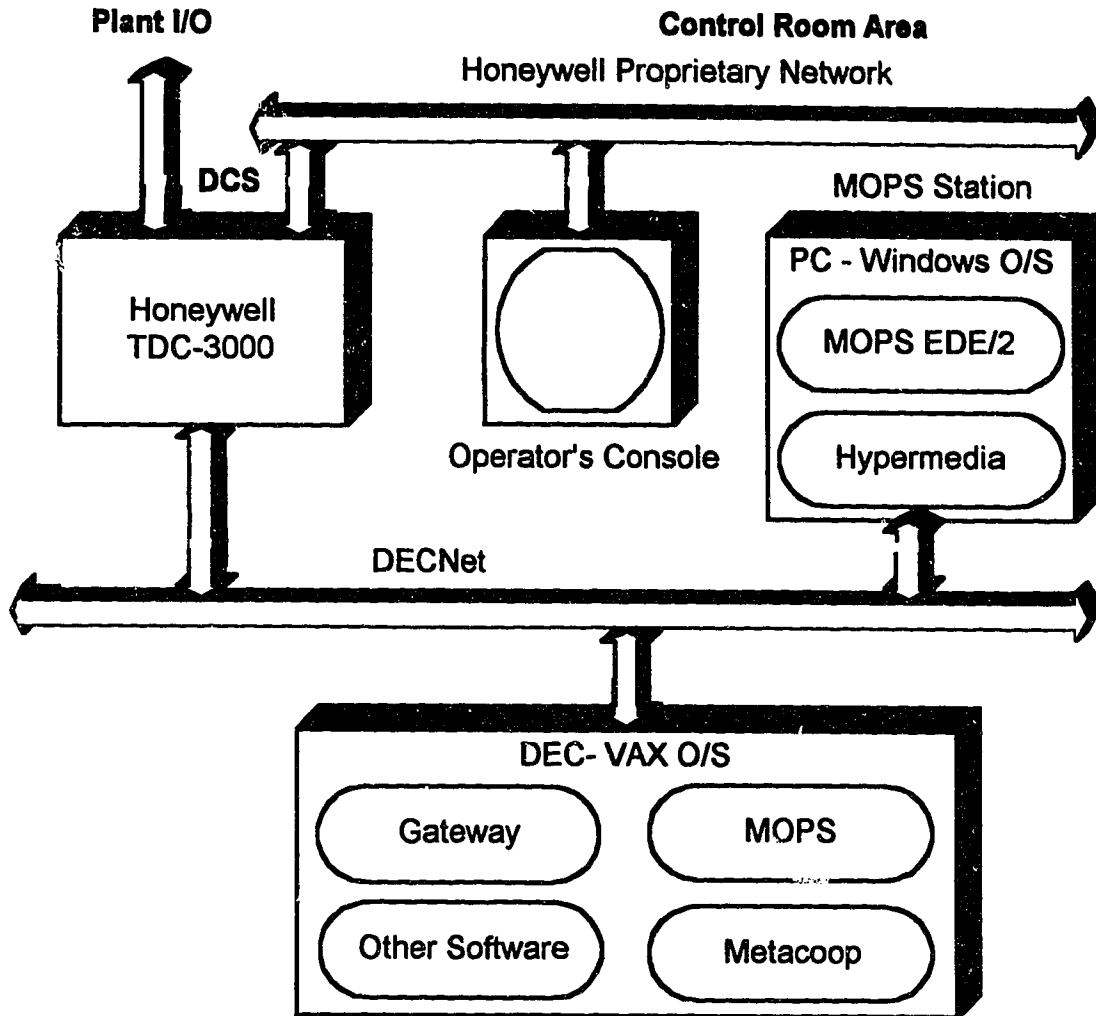 Plant I/O
Control Room Area
Honeywell Proprietary Network
DCS
MOPS Station
Honeywell
TDC-3000
PC - Windows O/S
MOPS EDE/2
Hypermedia
Operator's Console
DECNet
DEC- VAX O/S
Gateway
MOPS
Other Software
Metacoop